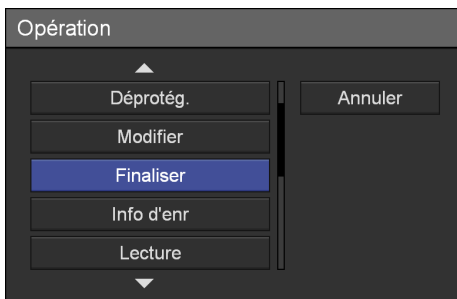 Opération
Déprotég.
Annuler
Modifier
Finaliser
Info d'enr
Lecture